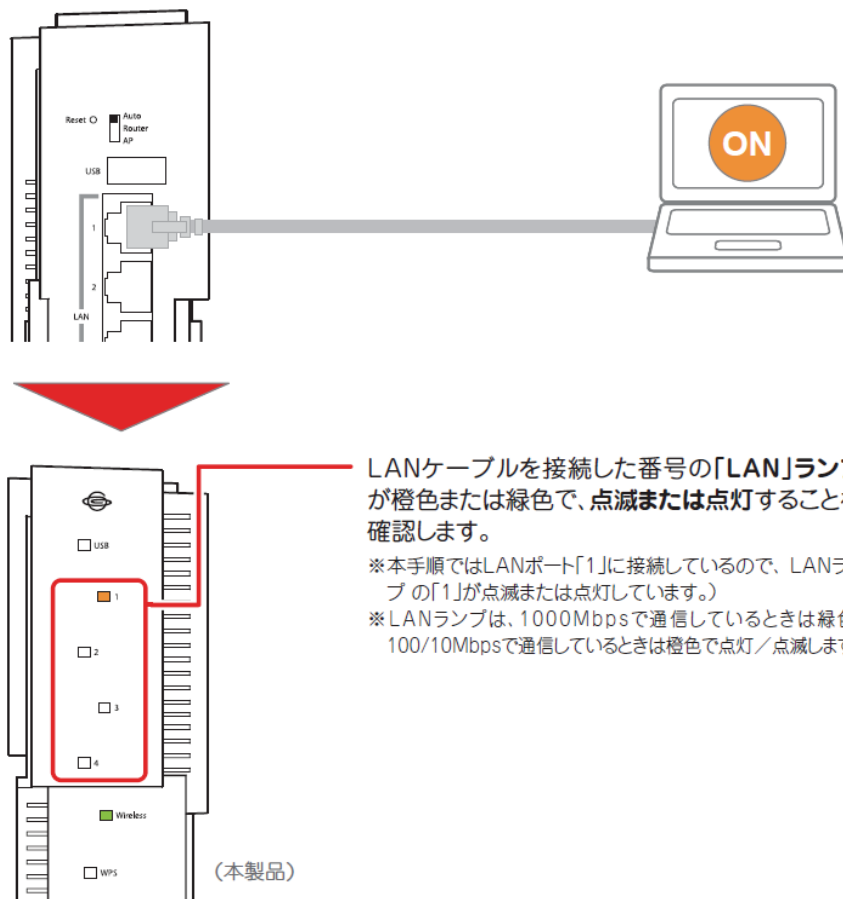 Reset
Auto
Router
AP
USB
1
2
LAN
ON
LANケーブルを接続した番号の「LAN」ラン
が橙色または緑色で、点滅または点灯すること
確認します。
※本手順ではLANポート「1」に接続しているので、LANラ
プ の「1」が点滅または点灯しています。）
※LANランプは、1000Mbpsで通信しているときは緑
100/10Mbpsで通信しているときは橙色で点灯／点滅しま
USB
1
2
3
4
Wireless
WPS
（本製品）